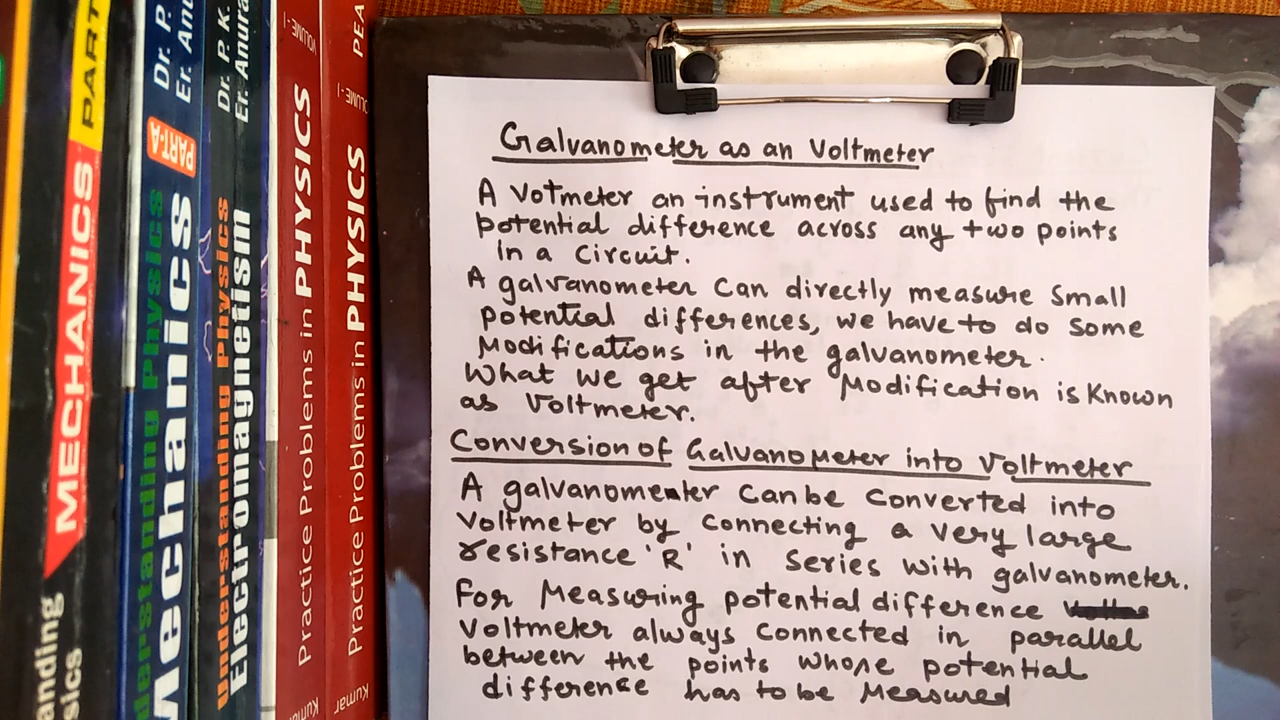 MECHANICS PART
anding
sics
Dr. P.
Er. Anu
PART-A
derstanding Physics
Mechanics
Dr. P. K.
Er. Anura
Understanding Physics
Electromagnetism
VOLUME - I
Practice Problems in PHYSICS
Kumar
PEA
Practice Problems in PHYSICS
Kumar
Galvanometer as an Voltmeter
A Votmeter an instrument used to find the
potential difference across any two points
in a Circuit.
A galvanometer Can directly measure Small
potential differences, we have to do Some
Modifications in the galvanometer.
What we get after Modification is Known
as Voltmeter.
Conversion of Galvanometer into Voltmeter
A galvanometer Can be Converted into
Voltmeter by Connecting a very large
resistance 'R' in Series with galvanometer.
For Measuring potential difference
Voltmeter always Connected in parallel
between the points whose potential
difference has to be Measured